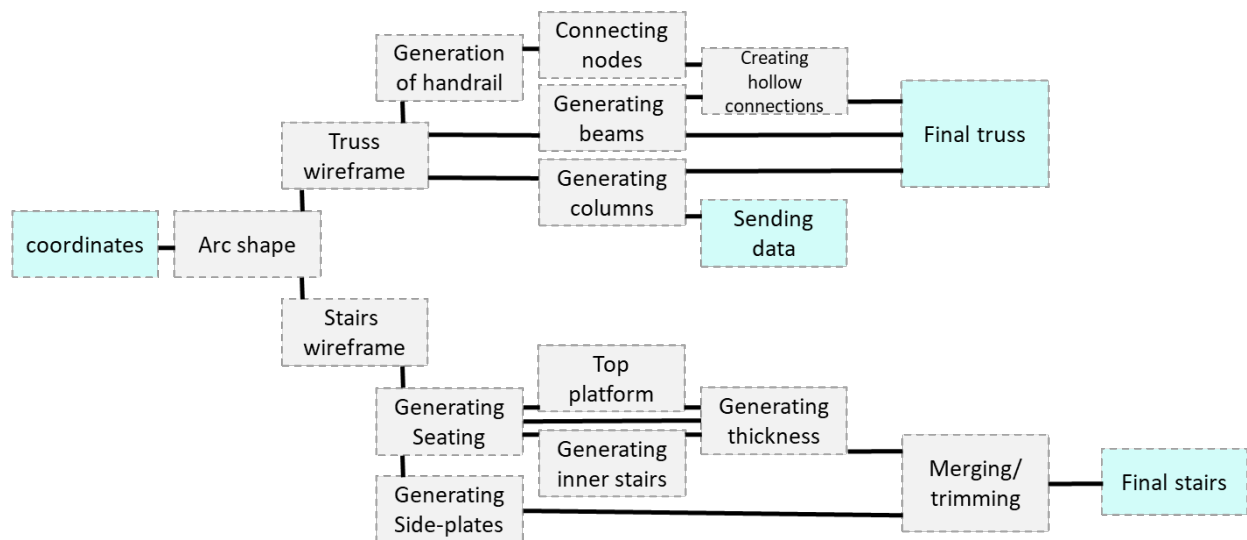 Generation
of handrail
Connecting
nodes
Creating
hollow
connections
Generating
beams
Truss
wireframe
Final truss
Generating
columns
Sending
data
coordinates
Arc shape
Stairs
wireframe
Top
platform
Generating
Seating
Generating
thickness
Generating
inner stairs
Generating
Side-plates
Merging/
trimming
Final stairs